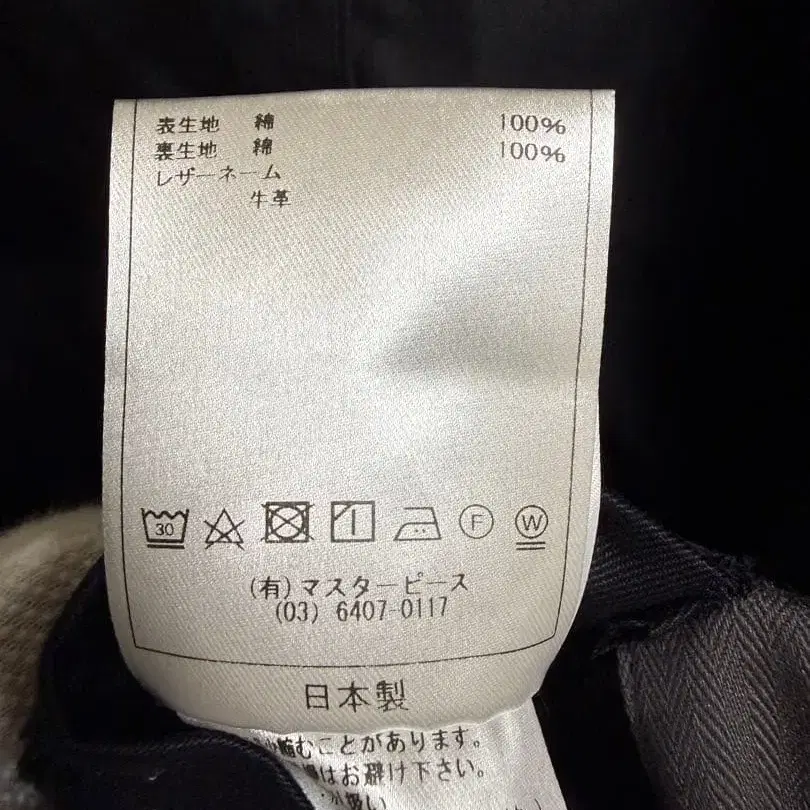 表生地 綿 100%
裏生地 綿 100%
レザーネーム
牛革
30
F W
(有)マスターピース
(03) 6407-0117
日本製
縮むことがあります。
はお避け下さい。